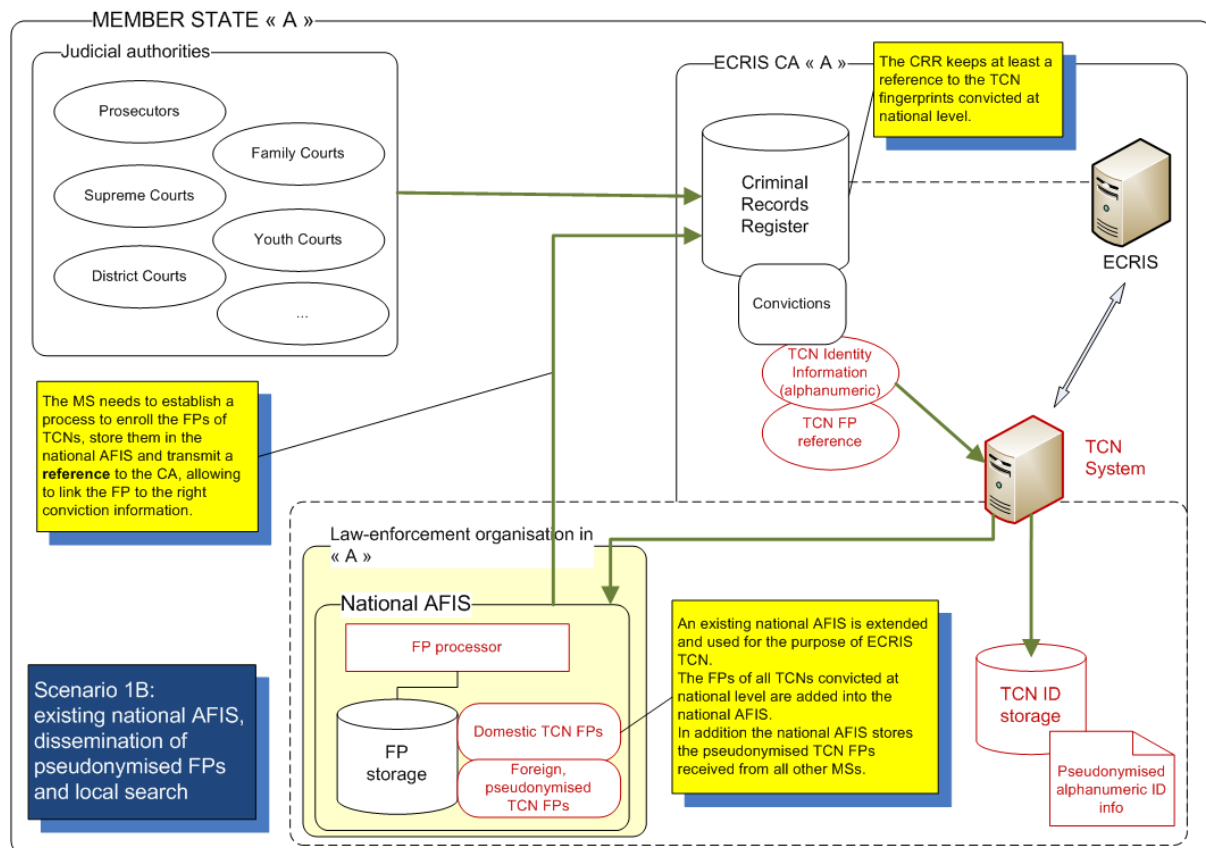 MEMBER STATE « A »
Judicial authorities
Prosecutors
Family Courts
Supreme Courts
Youth Courts
District Courts
...
ECRIS CA « A »
The CRR keeps at least a
reference to the TCN
fingerprints convicted at
national level.
Criminal
Records
Register
Convictions
ECRIS
TCN Identity
Information
(alphanumeric)
TCN FP
reference
TCN
System
The MS needs to establish a
process to enroll the FPs of
TCNs, store them in the
national AFIS and transmit a
reference to the CA, allowing
to link the FP to the right
conviction information.
Law-enforcement organisation in
« A »
National AFIS
FP processor
FP
storage
Domestic TCN FPs
Foreign,
pseudonymised
TCN FPs
An existing national AFIS is extended
and used for the purpose of ECRIS
TCN.
The FPs of all TCNs convicted at
national level are added into the
national AFIS.
In addition the national AFIS stores
the pseudonymised TCN FPs
received from all other MSs.
TCN ID
storage
Pseudonymised
alphanumeric ID
info
Scenario 1B:
existing national AFIS,
dissemination of
pseudonymised FPs
and local search